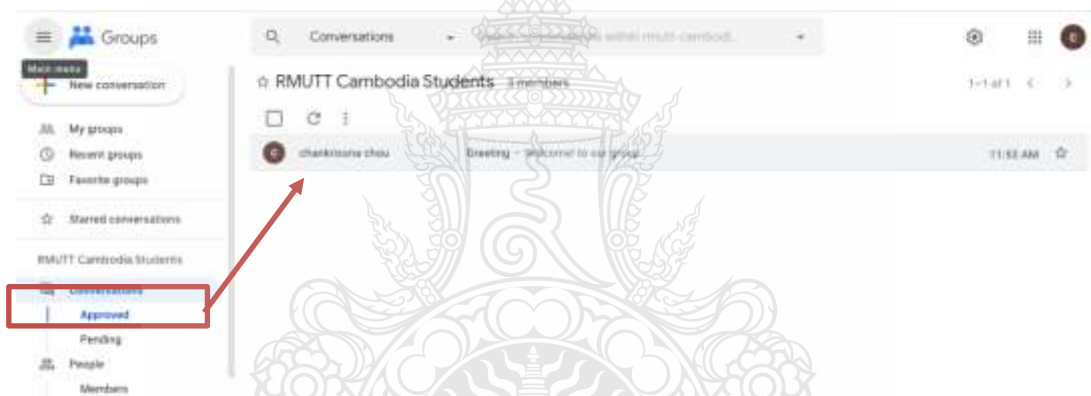 Groups
Conversations
Main menu
New conversation
RMUTT Cambodia Students 3 members
1-1 of 1
My groups
Recent groups
Favorite groups
chankrisana chou Greeting - Welcome to our group
11:52 AM
Starred conversations
RMUTT Cambodia Students
Conversations
Approved
Pending
People
Members